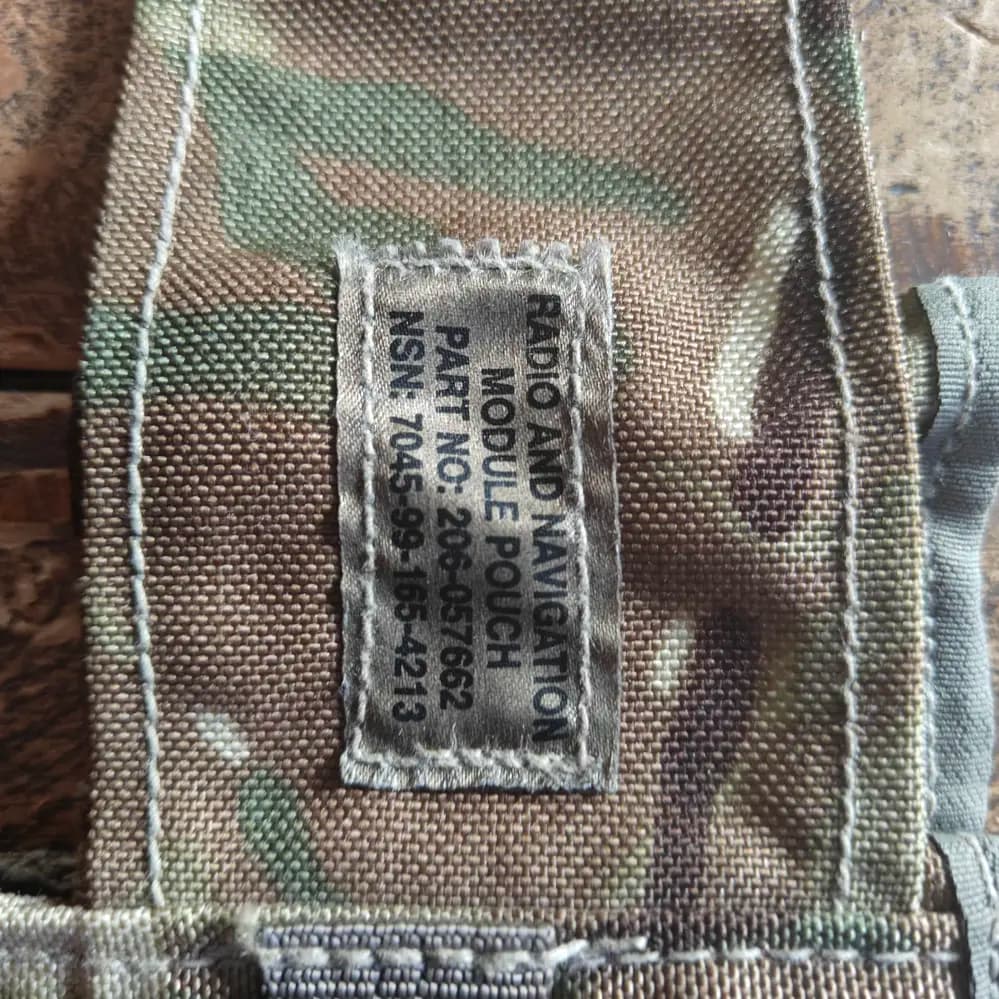 RADIO AND NAVIGATION
MODULE POUCH
PART NO: 206-057662
NSN: 7045-99-165-4213